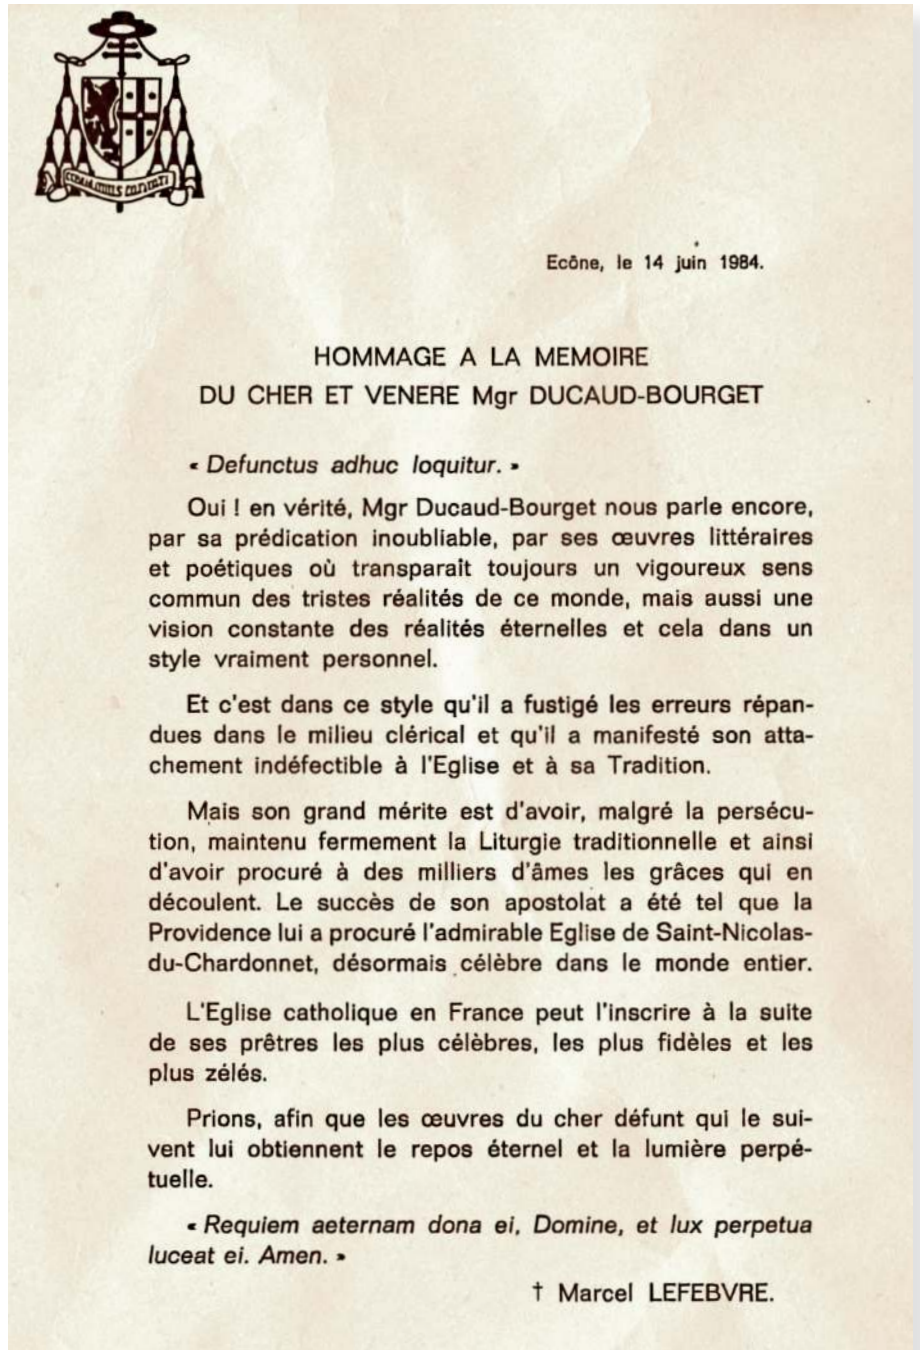 Ecône, le 14 juin 1984.
HOMMAGE A LA MEMOIRE
DU CHER ET VENERE Mgr DUCAUD-BOURGET
« Defunctus adhuc loquitur. »
Oui ! en vérité, Mgr Ducaud-Bourget nous parle encore,
par sa prédication inoubliable, par ses œuvres littéraires
et poétiques où transparaît toujours un vigoureux sens
commun des tristes réalités de ce monde, mais aussi une
vision constante des réalités éternelles et cela dans un
style vraiment personnel.
Et c'est dans ce style qu'il a fustigé les erreurs répan-
dues dans le milieu clérical et qu'il a manifesté son atta-
chement indéfectible à l'Eglise et à sa Tradition.
Mais son grand mérite est d'avoir, malgré la persécu-
tion, maintenu fermement la Liturgie traditionnelle et ainsi
d'avoir procuré à des milliers d'âmes les grâces qui en
découlent. Le succès de son apostolat a été tel que la
Providence lui a procuré l'admirable Eglise de Saint-Nicolas-
du-Chardonnet, désormais célèbre dans le monde entier.
L'Eglise catholique en France peut l'inscrire à la suite
de ses prêtres les plus célèbres, les plus fidèles et les
plus zélés.
Prions, afin que les œuvres du cher défunt qui le sui-
vent lui obtiennent le repos éternel et la lumière perpé-
tuelle.
« Requiem aeternam dona ei, Domine, et lux perpetua
luceat ei. Amen. »
† Marcel LEFEBVRE.